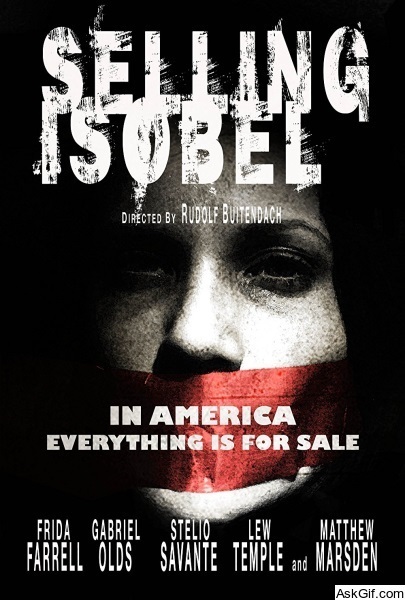 SELLING
ISOBEL
DIRECTED BY RUDOLF BUITENDACH
IN AMERICA
EVERYTHING IS FOR SALE
FRIDA GABRIEL STELIO LEW MATTHEW
FARRELL OLDS SAVANTE TEMPLE and MARSDEN
AskGif.com